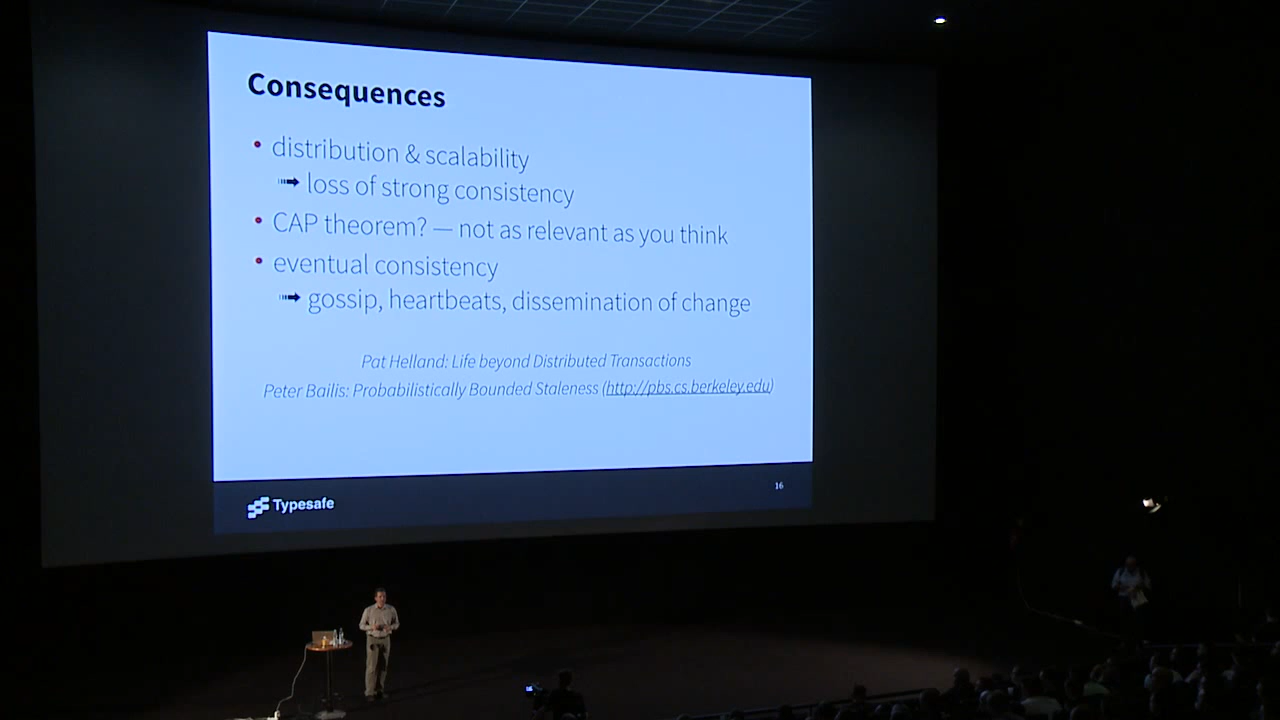 Consequences
• distribution & scalability
➟ loss of strong consistency
• CAP theorem? — not as relevant as you think
• eventual consistency
➟ gossip, heartbeats, dissemination of change
Pat Helland: Life beyond Distributed Transactions
Peter Bailis: Probabilistically Bounded Staleness (http://pbs.cs.berkeley.edu)
16
Typesafe